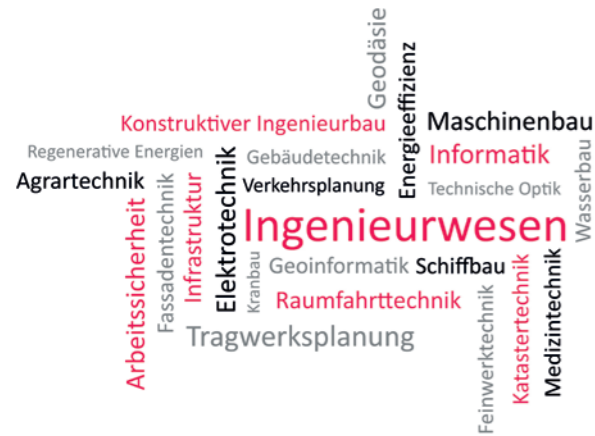 Geodäsie
Energieeffizienz
Konstruktiver Ingenieurbau
Maschinenbau
Regenerative Energien
Gebäudetechnik
Informatik
Wasserbau
Agrartechnik
Fassadentechnik
Infrastruktur
Elektrotechnik
Verkehrsplanung
Technische Optik
Arbeitssicherheit
Ingenieurwesen
Kranbau
Geoinformatik
Schiffbau
Katastertechnik
Medizintechnik
Raumfahrttechnik
Feinwerktechnik
Tragwerksplanung